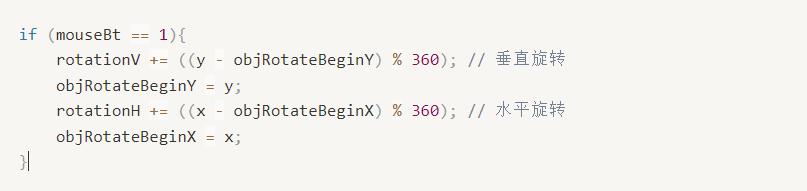 if (mouseBt == 1){
    rotationV += ((y - objRotateBeginY) % 360); // 垂直旋转
    objRotateBeginY = y;
    rotationH += ((x - objRotateBeginX) % 360); // 水平旋转
    objRotateBeginX = x;
}